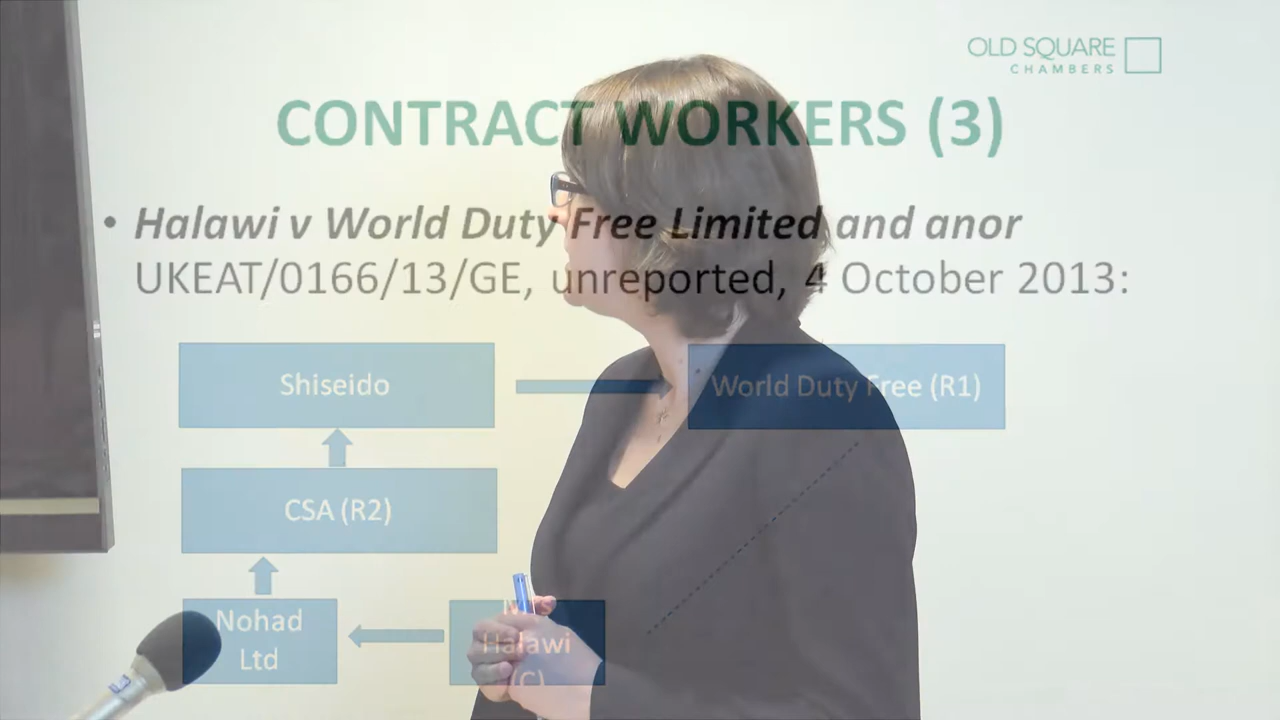 OLD SQUARE
CHAMBERS
CONTRACT WORKERS (3)
• Halawi v World Duty Free Limited and anor
UKEAT/0166/13/GE, unreported, 4 October 2013:
Shiseido
World Duty Free (R1)
CSA (R2)
Nohad
Ltd
Halawi
(C)